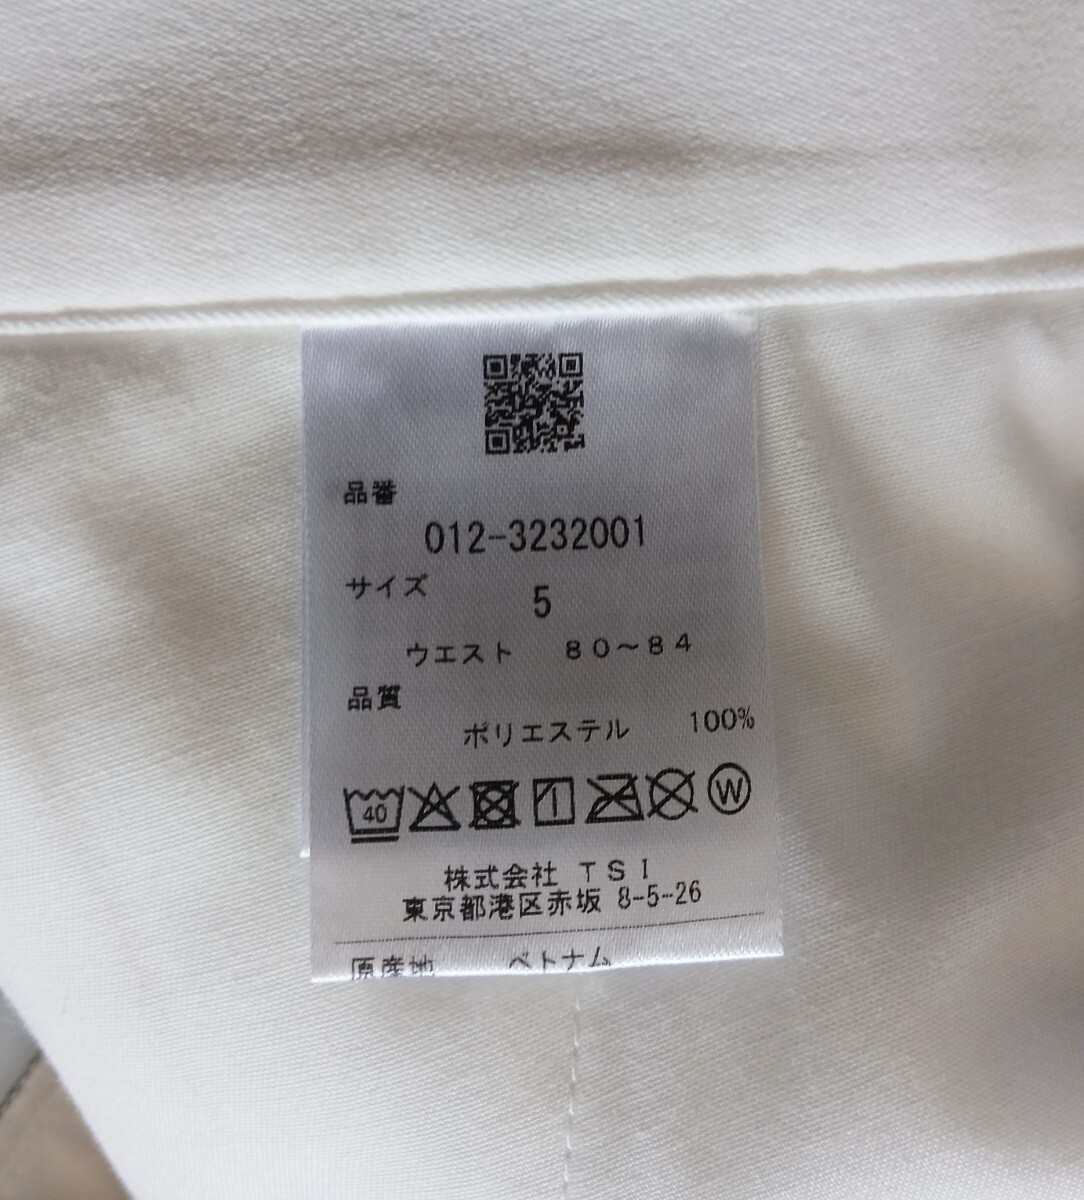 品番
012-3232001
サイズ
5
ウエスト 80〜84
品質
ポリエステル 100%
40
W
株式会社 TSI
東京都港区赤坂 8-5-26
原産地 ベトナム